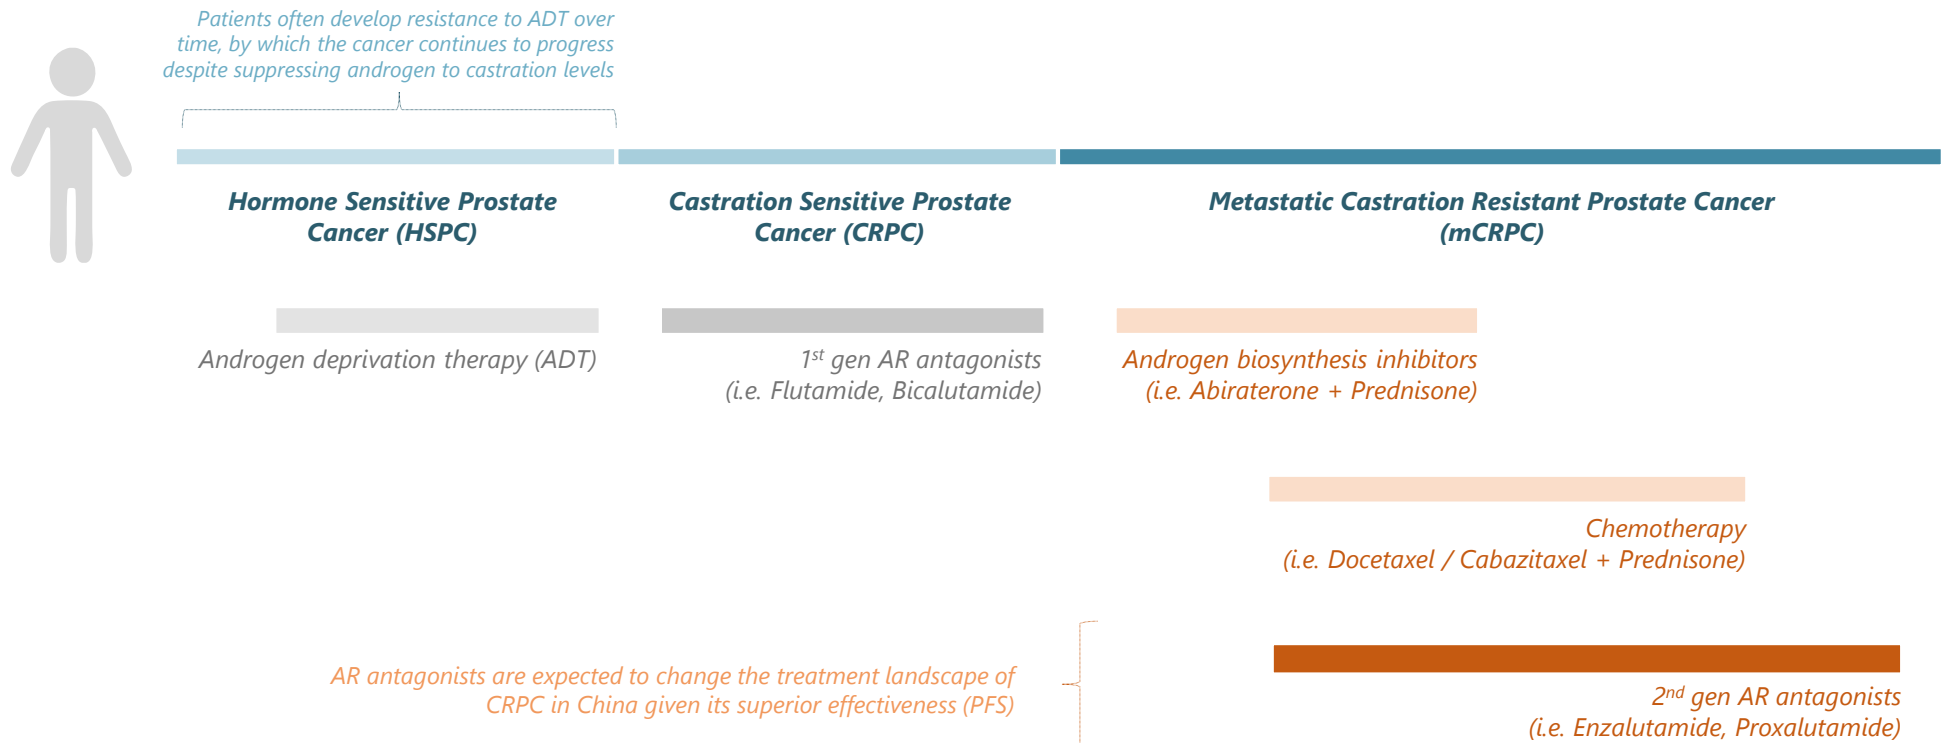 Patients often develop resistance to ADT over
time, by which the cancer continues to progress
despite suppressing androgen to castration levels
Hormone Sensitive Prostate
Cancer (HSPC)
Castration Sensitive Prostate
Cancer (CRPC)
Metastatic Castration Resistant Prostate Cancer
(mCRPC)
Androgen deprivation therapy (ADT)
1st gen AR antagonists
(i.e. Flutamide, Bicalutamide)
Androgen biosynthesis inhibitors
(i.e. Abiraterone + Prednisone)
Chemotherapy
(i.e. Docetaxel / Cabazitaxel + Prednisone)
AR antagonists are expected to change the treatment landscape of
CRPC in China given its superior effectiveness (PFS)
2nd gen AR antagonists
(i.e. Enzalutamide, Proxalutamide)